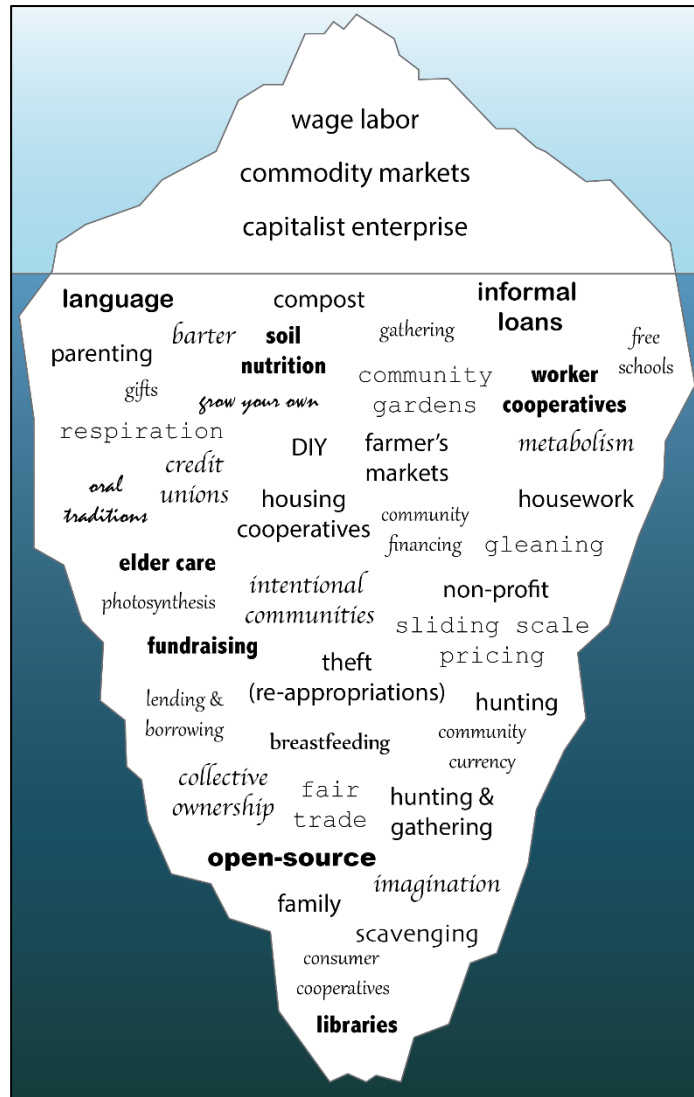 wage labor
commodity markets
capitalist enterprise
language
compost
informal
loans
barter
soil
nutrition
gathering
free
schools
parenting
gifts
grow your own
community
gardens
worker
cooperatives
respiration
credit
unions
DIY
farmer's
markets
metabolism
oral
traditions
housing
cooperatives
community
financing
housework
gleaning
elder care
photosynthesis
intentional
communities
non-profit
sliding scale
pricing
fundraising
theft
(re-appropriations)
lending &
borrowing
hunting
breastfeeding
community
currency
collective
ownership
fair
trade
hunting &
gathering
open-source
imagination
family
scavenging
consumer
cooperatives
libraries